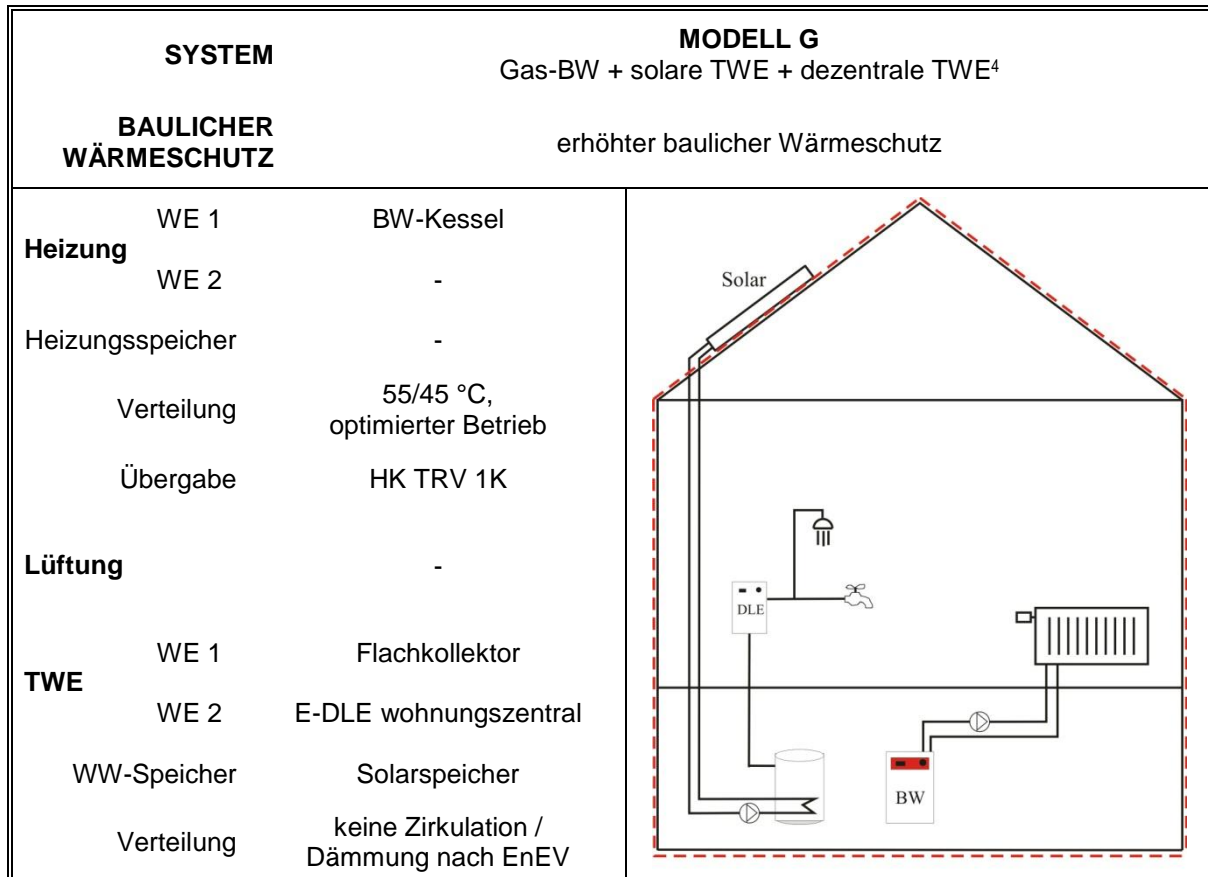 SYSTEM
MODELL G
Gas-BW + solare TWE + dezentrale TWE⁴
BAULICHER
WÄRMESCHUTZ
erhöhter baulicher Wärmeschutz
Heizung
WE 1 BW-Kessel
WE 2 -
Heizungsspeicher -
Verteilung 55/45 °C,
optimierter Betrieb
Übergabe HK TRV 1K
Lüftung -
TWE
WE 1 Flachkollektor
WE 2 E-DLE wohnungszentral
WW-Speicher Solarspeicher
Verteilung keine Zirkulation /
Dämmung nach EnEV
Solar
DLE
BW